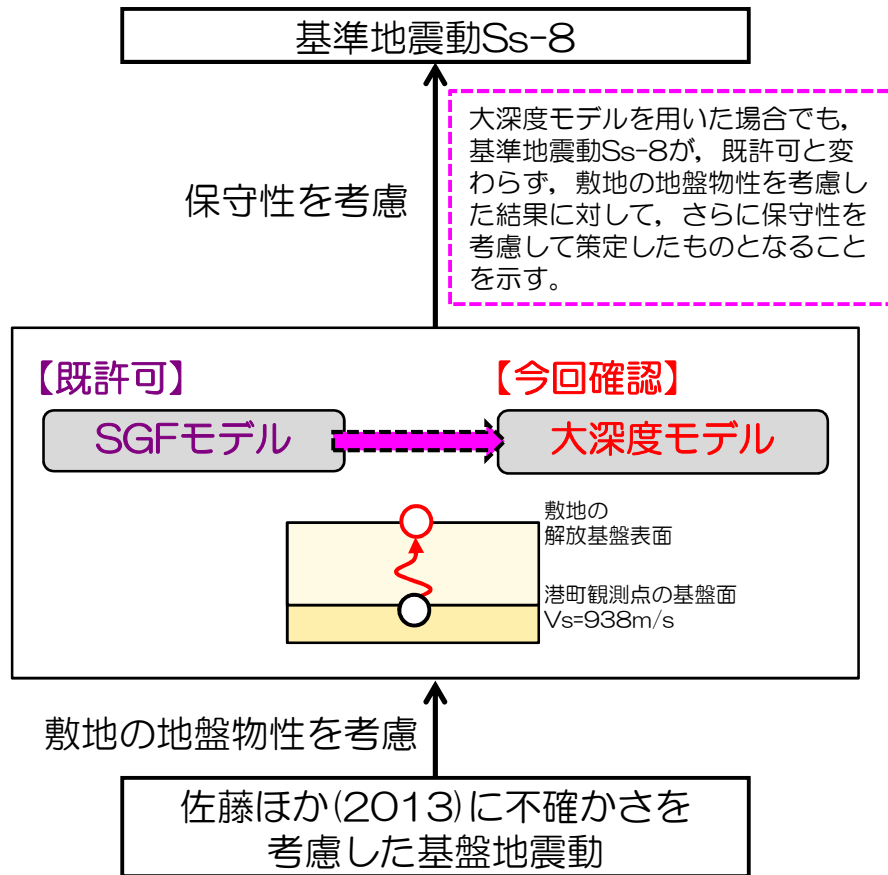 基準地震動Ss-8
大深度モデルを用いた場合でも，
基準地震動Ss-8が，既許可と変
わらず，敷地の地盤物性を考慮し
た結果に対して，さらに保守性を
考慮して策定したものとなること
を示す。
保守性を考慮
【既許可】
【今回確認】
SGFモデル
大深度モデル
敷地の
解放基盤表面
港町観測点の基盤面
Vs=938m/s
敷地の地盤物性を考慮
佐藤ほか(2013)に不確かさを
考慮した基盤地震動